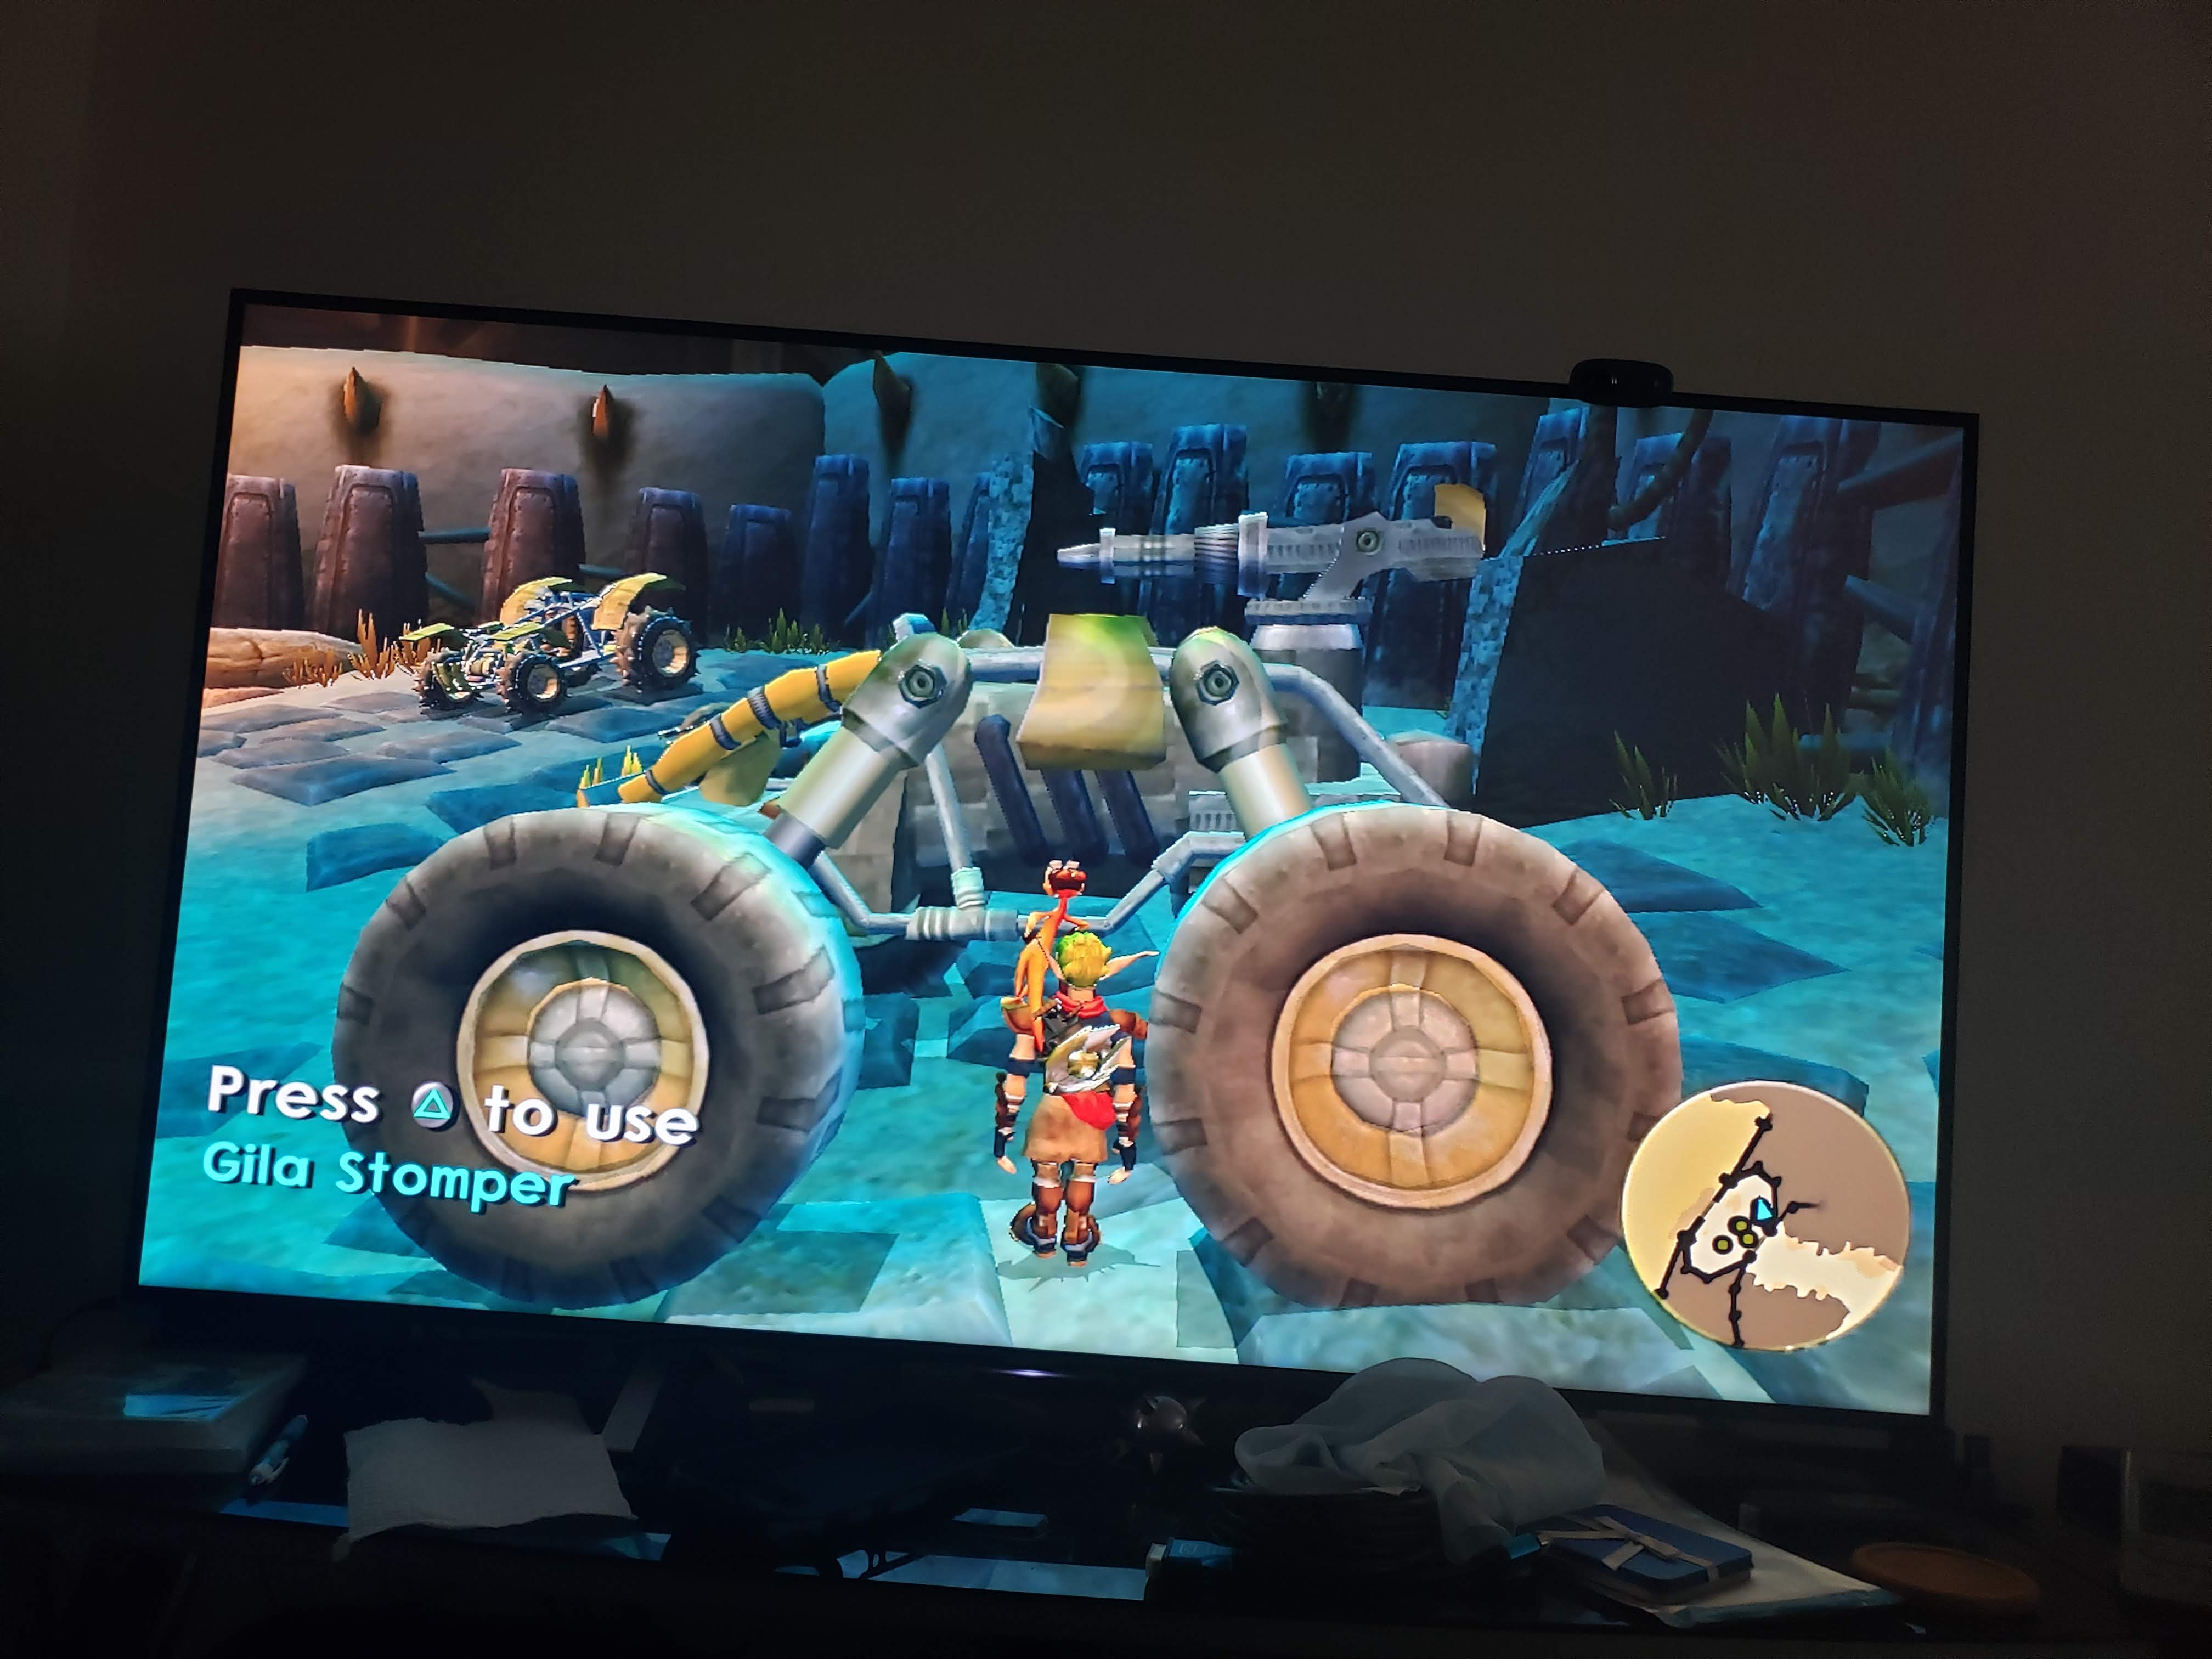 Press △ to use
Gila Stomper